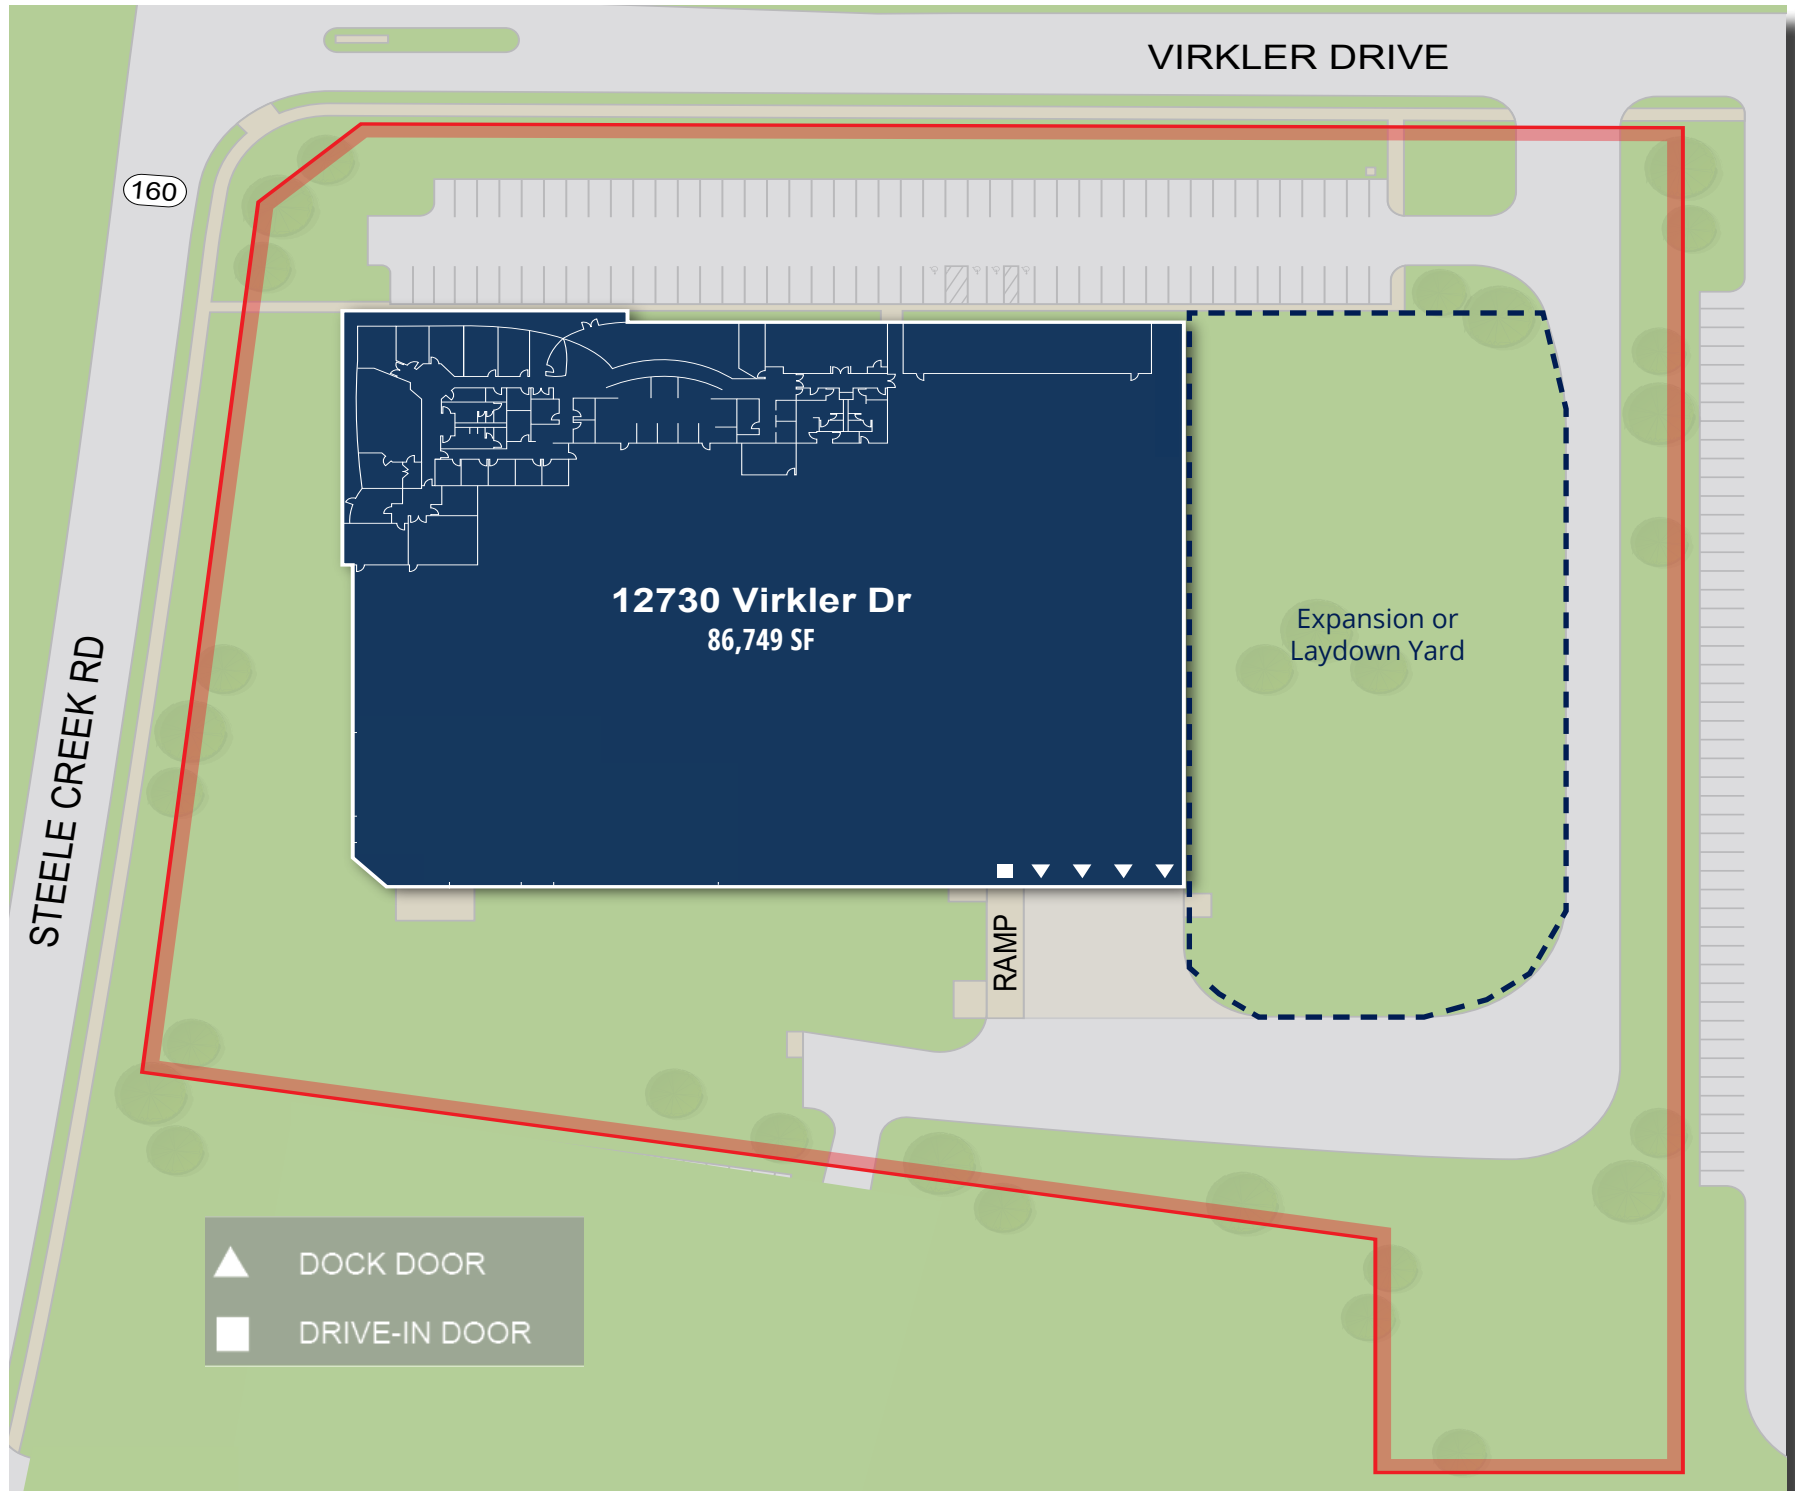 VIRKLER DRIVE
160
12730 Virkler Dr
86,749 SF
Expansion or
Laydown Yard
STEELE CREEK RD
RAMP
DOCK DOOR
DRIVE-IN DOOR